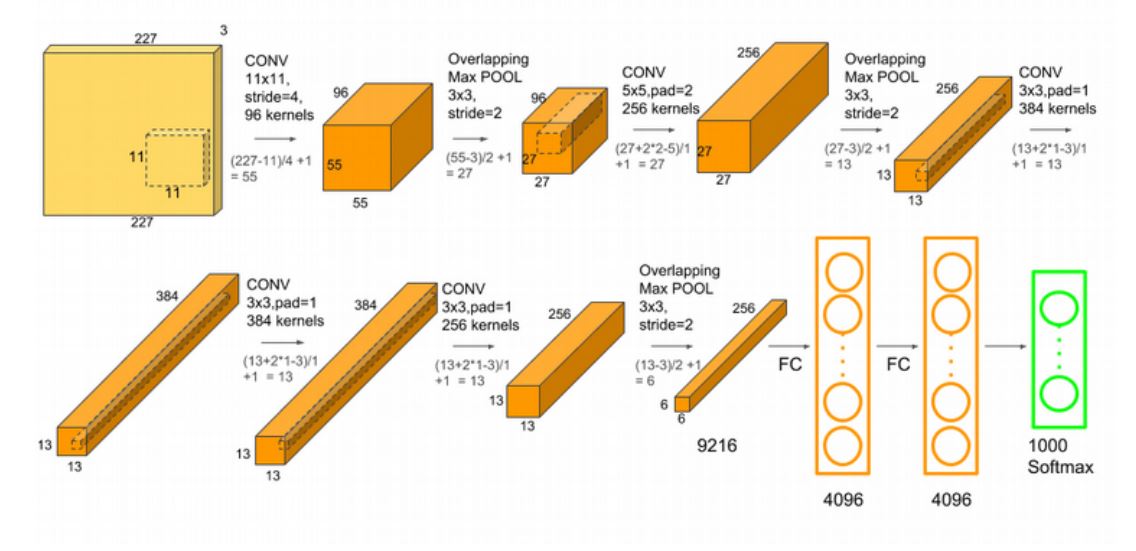 227
3
11
11
227
CONV
11x11,
stride=4,
96 kernels
(227-11)/4 +1
= 55
96
55
55
Overlapping
Max POOL
3x3,
stride=2
(55-3)/2 +1
= 27
96
27
27
CONV
5x5,pad=2
256 kernels
(27+2*2-5)/1
+1 = 27
256
27
27
Overlapping
Max POOL
3x3,
stride=2
(27-3)/2 +1
= 13
256
13
13
CONV
3x3,pad=1
384 kernels
(13+2*1-3)/1
+1 = 13
384
13
13
CONV
3x3,pad=1
384 kernels
(13+2*1-3)/1
+1 = 13
384
13
13
CONV
3x3,pad=1
256 kernels
(13+2*1-3)/1
+1 = 13
256
13
13
Overlapping
Max POOL
3x3,
stride=2
(13-3)/2 +1
= 6
256
6
6
9216
FC
4096
FC
4096
1000
Softmax